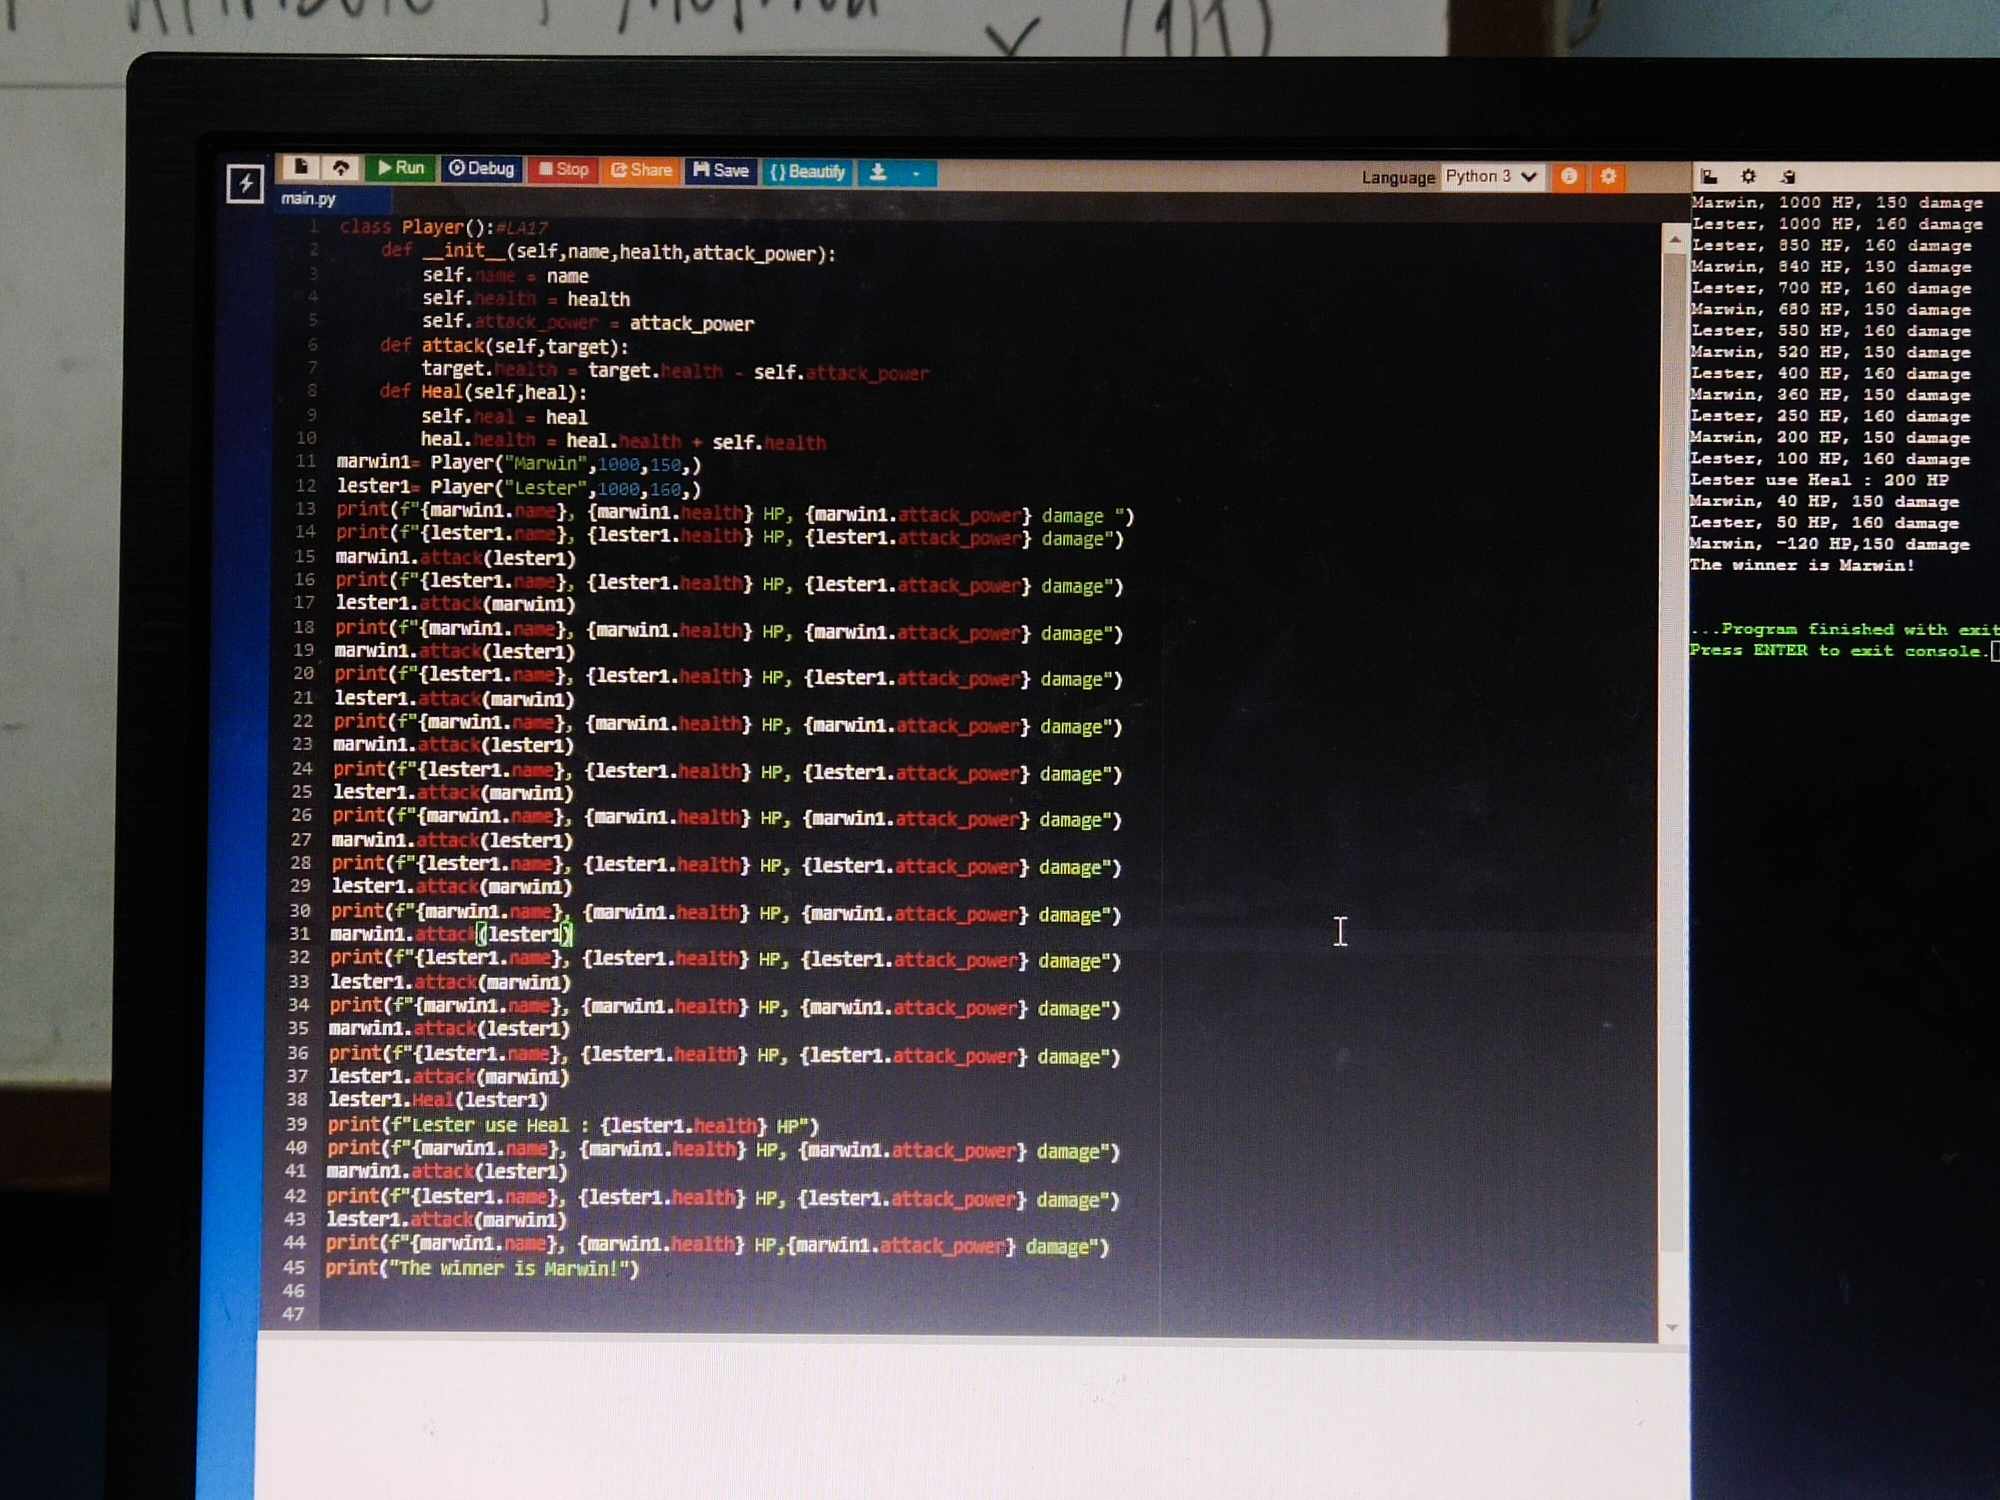 Attribute
Run Debug Stop Share Save {} Beautify
Language Python 3
main.py
1 class Player():#LA17
2 def __init__(self,name,health,attack_power):
3 self.name = name
4 self.health = health
5 self.attack_power = attack_power
6 def attack(self,target):
7 target.health = target.health - self.attack_power
8 def Heal(self,heal):
9 self.heal = heal
10 heal.health = heal.health + self.health
11 marwin1= Player("Marwin",1000,150,)
12 lester1= Player("Lester",1000,160,)
13 print(f"{marwin1.name}, {marwin1.health} HP, {marwin1.attack_power} damage ")
14 print(f"{lester1.name}, {lester1.health} HP, {lester1.attack_power} damage")
15 marwin1.attack(lester1)
16 print(f"{lester1.name}, {lester1.health} HP, {lester1.attack_power} damage")
17 lester1.attack(marwin1)
18 print(f"{marwin1.name}, {marwin1.health} HP, {marwin1.attack_power} damage")
19 marwin1.attack(lester1)
20 print(f"{lester1.name}, {lester1.health} HP, {lester1.attack_power} damage")
21 lester1.attack(marwin1)
22 print(f"{marwin1.name}, {marwin1.health} HP, {marwin1.attack_power} damage")
23 marwin1.attack(lester1)
24 print(f"{lester1.name}, {lester1.health} HP, {lester1.attack_power} damage")
25 lester1.attack(marwin1)
26 print(f"{marwin1.name}, {marwin1.health} HP, {marwin1.attack_power} damage")
27 marwin1.attack(lester1)
28 print(f"{lester1.name}, {lester1.health} HP, {lester1.attack_power} damage")
29 lester1.attack(marwin1)
30 print(f"{marwin1.name}, {marwin1.health} HP, {marwin1.attack_power} damage")
31 marwin1.attack(lester1)
32 print(f"{lester1.name}, {lester1.health} HP, {lester1.attack_power} damage")
33 lester1.attack(marwin1)
34 print(f"{marwin1.name}, {marwin1.health} HP, {marwin1.attack_power} damage")
35 marwin1.attack(lester1)
36 print(f"{lester1.name}, {lester1.health} HP, {lester1.attack_power} damage")
37 lester1.attack(marwin1)
38 lester1.Heal(lester1)
39 print(f"Lester use Heal : {lester1.health} HP")
40 print(f"{marwin1.name}, {marwin1.health} HP, {marwin1.attack_power} damage")
41 marwin1.attack(lester1)
42 print(f"{lester1.name}, {lester1.health} HP, {lester1.attack_power} damage")
43 lester1.attack(marwin1)
44 print(f"{marwin1.name}, {marwin1.health} HP,{marwin1.attack_power} damage")
45 print("The winner is Marwin!")
46
47
Marwin, 1000 HP, 150 damage
Lester, 1000 HP, 160 damage
Lester, 850 HP, 160 damage
Marwin, 840 HP, 150 damage
Lester, 700 HP, 160 damage
Marwin, 680 HP, 150 damage
Lester, 550 HP, 160 damage
Marwin, 520 HP, 150 damage
Lester, 400 HP, 160 damage
Marwin, 360 HP, 150 damage
Lester, 250 HP, 160 damage
Marwin, 200 HP, 150 damage
Lester, 100 HP, 160 damage
Lester use Heal : 200 HP
Marwin, 40 HP, 150 damage
Lester, 50 HP, 160 damage
Marwin, -120 HP,150 damage
The winner is Marwin!
...Program finished with exit
Press ENTER to exit console.